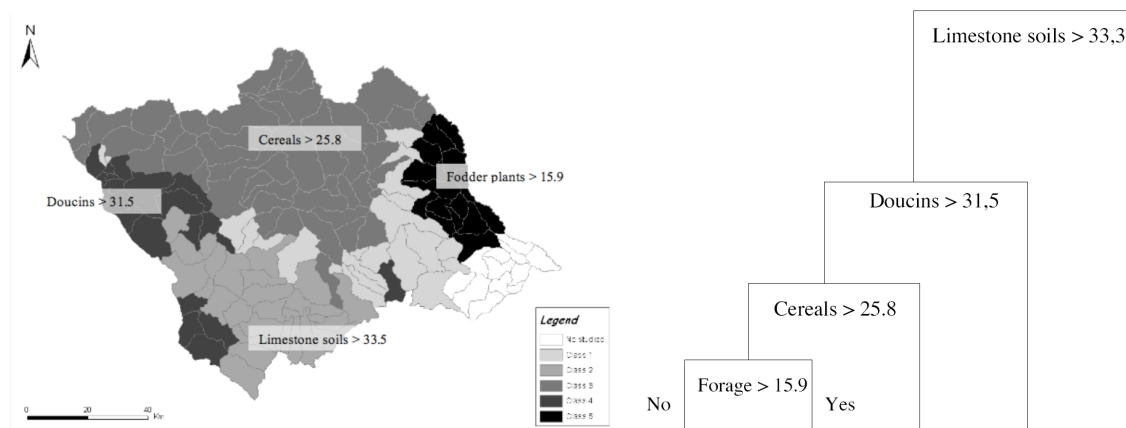 N
Cereals > 25.8
Fodder plants > 15.9
Doucins > 31.5
Limestone soils > 33.5
Legend
No studied
Class 1
Class 2
Class 3
Class 4
Class 5
0 20 40 Km
Limestone soils > 33,3
Doucins > 31,5
Cereals > 25.8
Forage > 15.9
No Yes